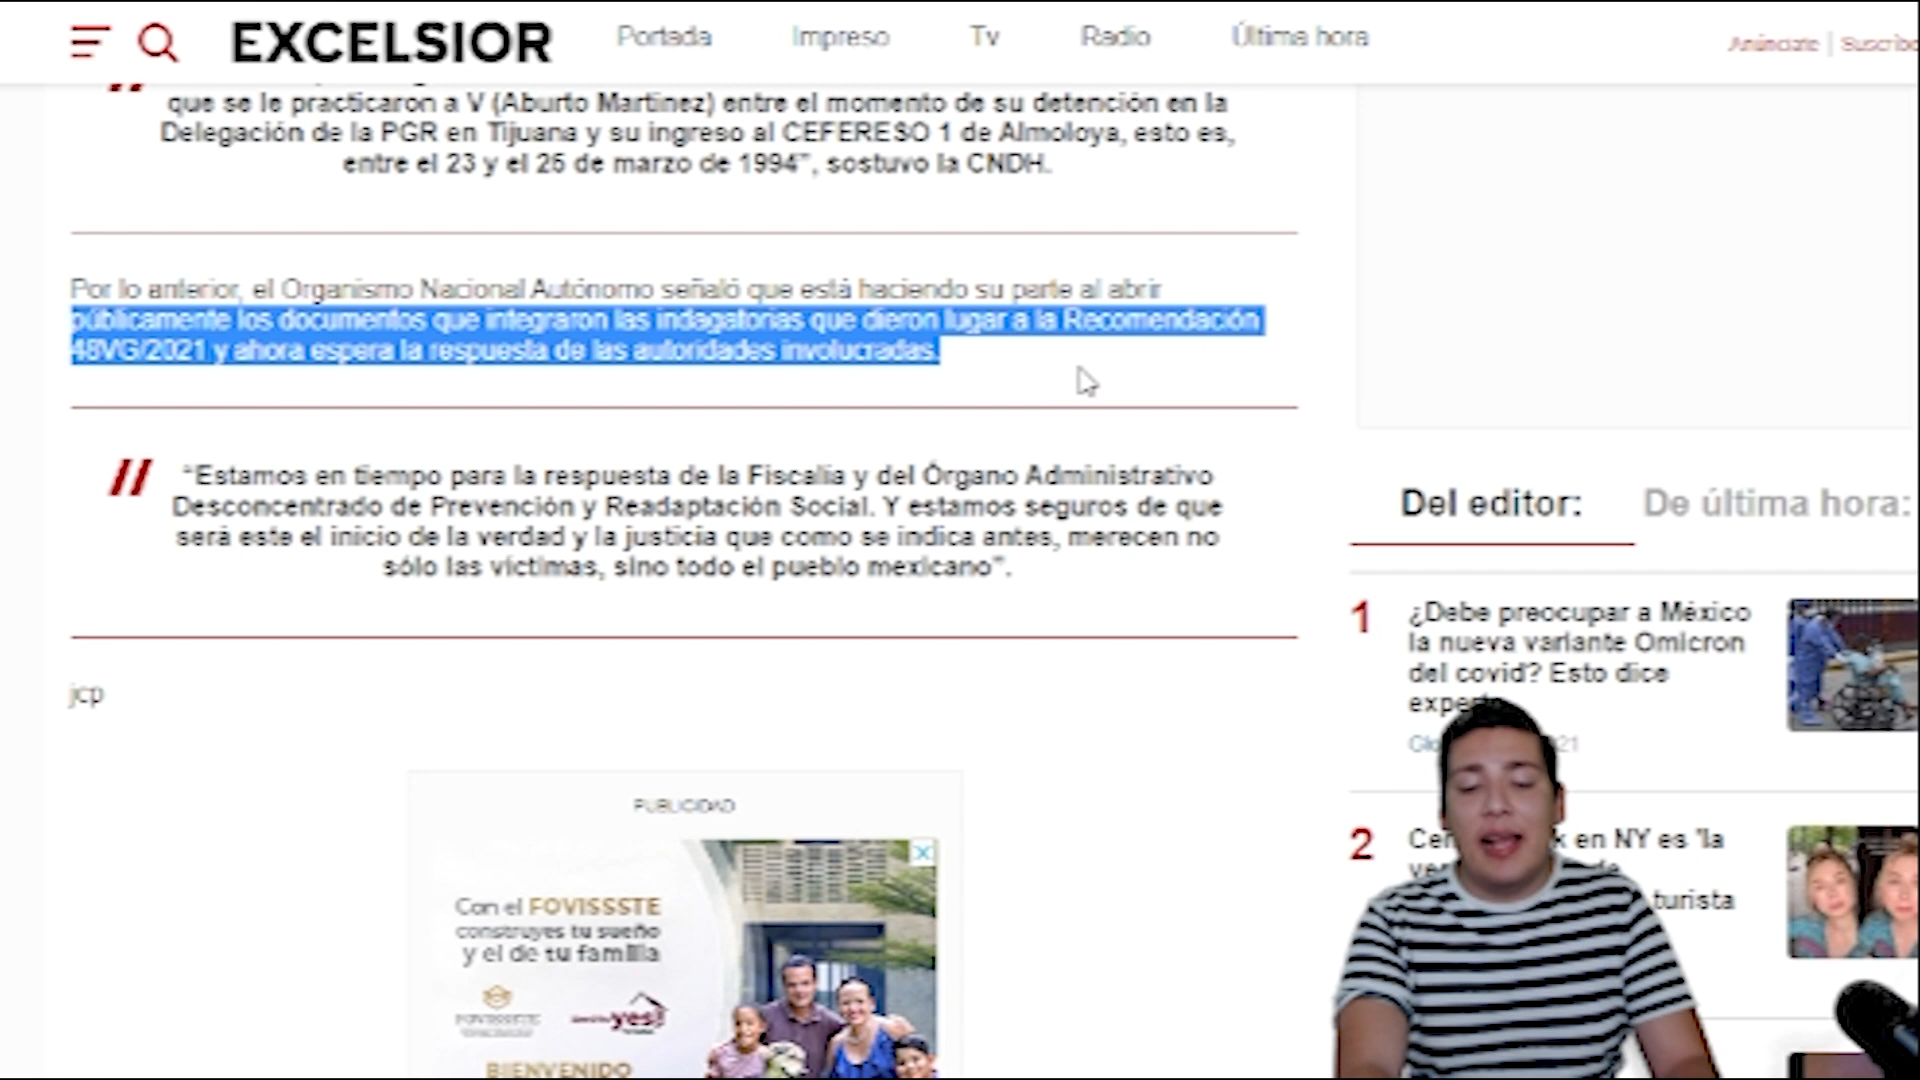 EXCELSIOR
Portada
Impreso
Tv
Radio
Última hora
Anúnciate
que se le practicaron a V (Aburto Martínez) entre el momento de su detención en la
Delegación de la PGR en Tijuana y su ingreso al CEFERESO 1 de Almoloya, esto es,
entre el 23 y el 25 de marzo de 1994”, sostuvo la CNDH.
Por lo anterior, el Organismo Nacional Autónomo señaló que está haciendo su parte al abrir
públicamente los documentos que integraron las indagatorias que dieron lugar a la Recomendación
48VG/2021 y ahora espera la respuesta de las autoridades involucradas.
“Estamos en tiempo para la respuesta de la Fiscalía y del Órgano Administrativo
Desconcentrado de Prevención y Readaptación Social. Y estamos seguros de que
será este el inicio de la verdad y la justicia que como se indica antes, merecen no
sólo las víctimas, sino todo el pueblo mexicano”.
jcp
PUBLICIDAD
Con el FOVISSSTE
construyes tu sueño
y el de tu familia
FOVISSSTE
yes!
BIENVENIDO
Del editor:
De última hora:
1
¿Debe preocupar a México
la nueva variante Omicron
del covid? Esto dice
2
en NY es 'la
turista